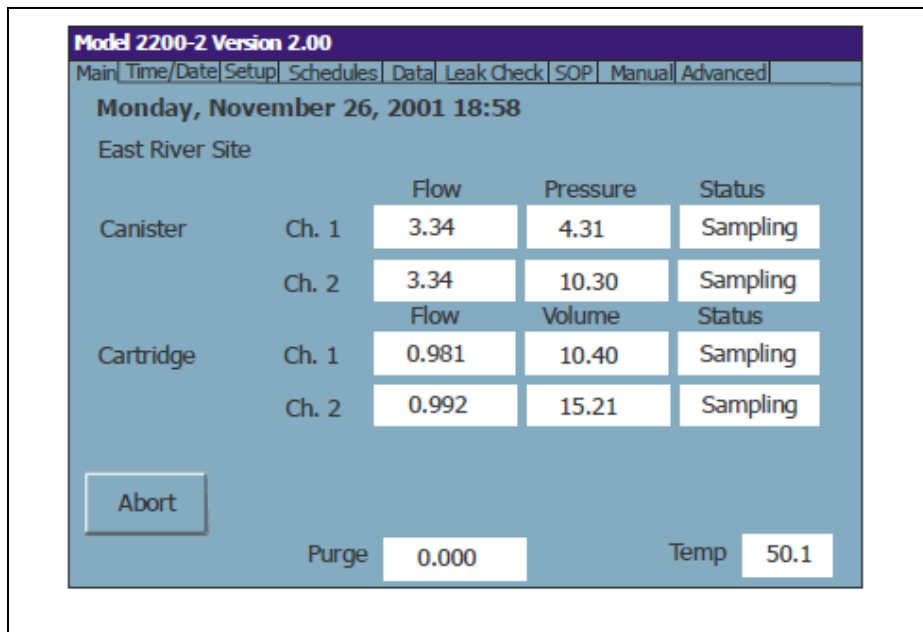 Model 2200-2 Version 2.00
Main Time/Date Setup Schedules Data Leak Check SOP Manual Advanced
Monday, November 26, 2001 18:58
East River Site
Flow Pressure Status
Canister Ch. 1 3.34 4.31 Sampling
Ch. 2 3.34 10.30 Sampling
Flow Volume Status
Cartridge Ch. 1 0.981 10.40 Sampling
Ch. 2 0.992 15.21 Sampling
Abort
Purge 0.000 Temp 50.1